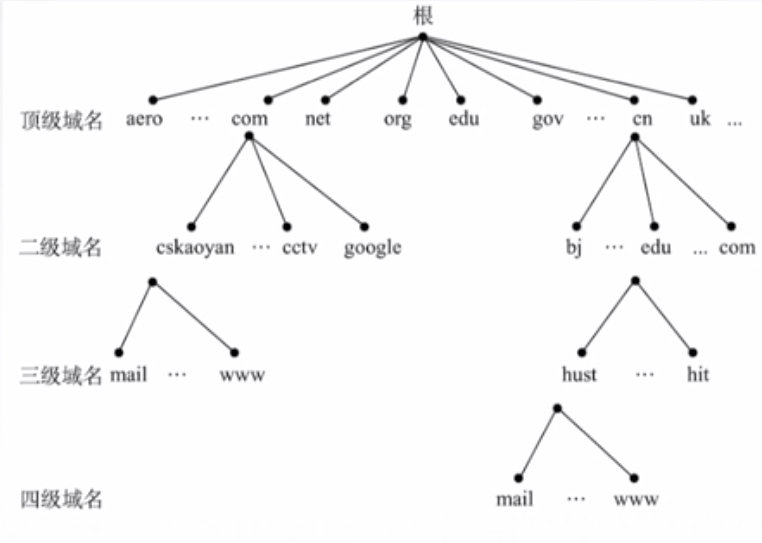 根
顶级域名 aero … com net org edu gov … cn uk ...
二级域名 cskaoyan … cctv google bj … edu ... com
三级域名 mail … www hust … hit
四级域名 mail … www